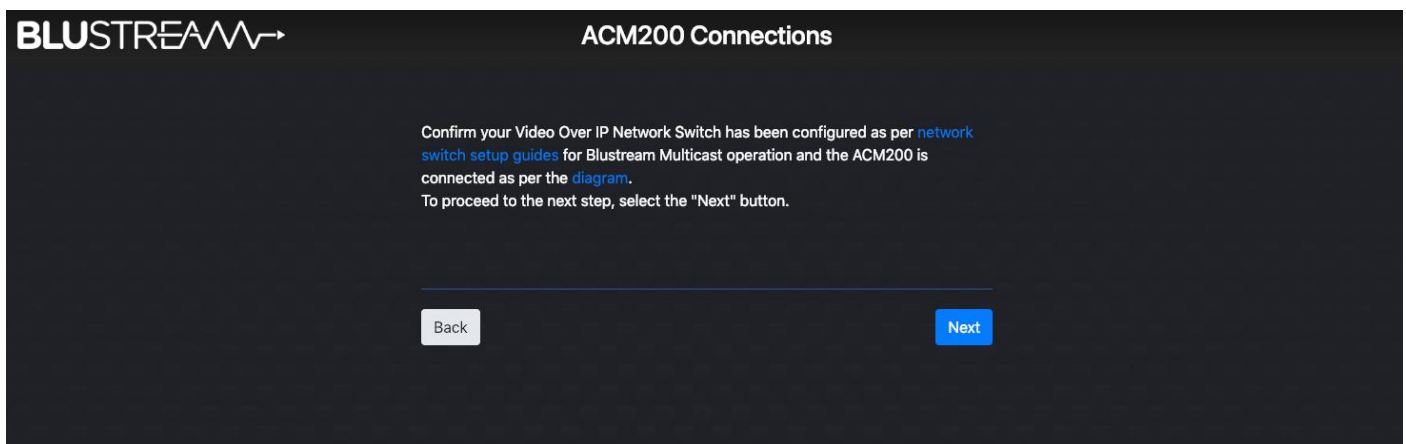 BLUSTREAM
ACM200 Connections
Confirm your Video Over IP Network Switch has been configured as per network
switch setup guides for Blustream Multicast operation and the ACM200 is
connected as per the diagram.
To proceed to the next step, select the "Next" button.
Back
Next